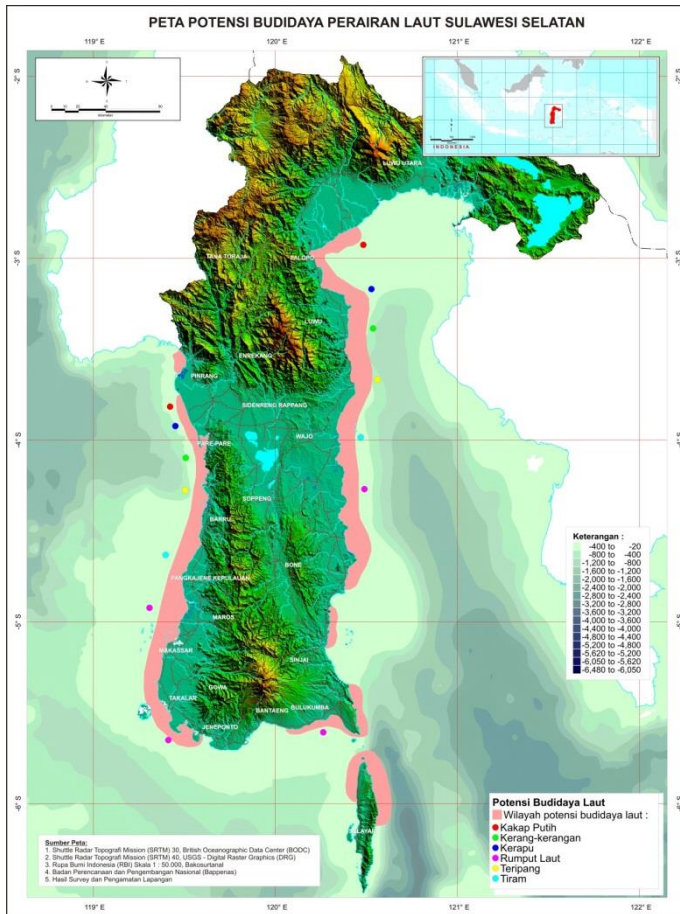 PETA POTENSI BUDIDAYA PERAIRAN LAUT SULAWESI SELATAN
119°E
120°E
121°E
122°E
-2°S
-3°S
-4°S
-5°S
-6°S
INDONESIA
LUWU UTARA
TANA TORAJA
PALOPO
LUWU
ENREKANG
PINRANG
SIDENRENG RAPPANG
WAJO
PARE-PARE
SOPPENG
BARRU
BONE
PANGKAJENE KEPULAUAN
MAROS
MAKASSAR
SINJAI
GOWA
TAKALAR
BANTAENG
BULUKUMBA
JENEPONTO
SELAYAR
Keterangan :
-400 to -20
-800 to -400
-1,200 to -800
-1,600 to -1,200
-2,000 to -1,600
-2,400 to -2,000
-2,800 to -2,400
-3,200 to -2,800
-3,600 to -3,200
-4,000 to -3,600
-4,400 to -4,000
-4,800 to -4,400
-5,200 to -4,800
-5,620 to -5,200
-6,050 to -5,620
-6,480 to -6,050
Potensi Budidaya Laut
Wilayah potensi budidaya laut :
Kakap Putih
Kerang-kerangan
Kerapu
Rumput Laut
Teripang
Tiram
Sumber Peta:
1. Shuttle Radar Topografi Mission (SRTM) 30, British Oceanographic Data Center (BODC)
2. Shuttle Radar Topografi Mission (SRTM) 40, USGS - Digital Raster Graphics (DRG)
3. Rupa Bumi Indonesia (RBI) Skala 1 : 50.000, Bakosurtanal
4. Badan Perencanaan dan Pengembangan Nasional (Bappenas)
5. Hasil Survey dan Pengamatan Lapangan